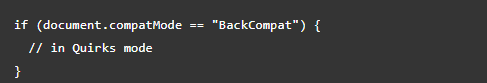 if (document.compatMode == "BackCompat") {
  // in Quirks mode
}